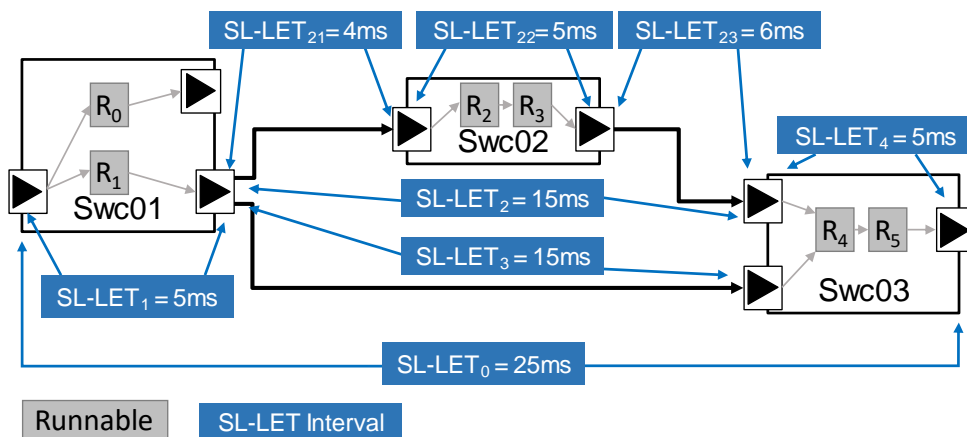 SL-LET₂₁ = 4ms
SL-LET₂₂= 5ms
SL-LET₂₃ = 6ms
R₀
R₂
R₃
Swc02
SL-LET₄ = 5ms
R₁
Swc01
SL-LET₂ = 15ms
R₄
R₅
SL-LET₃ = 15ms
Swc03
SL-LET₁ = 5ms
SL-LET₀ = 25ms
Runnable
SL-LET Interval